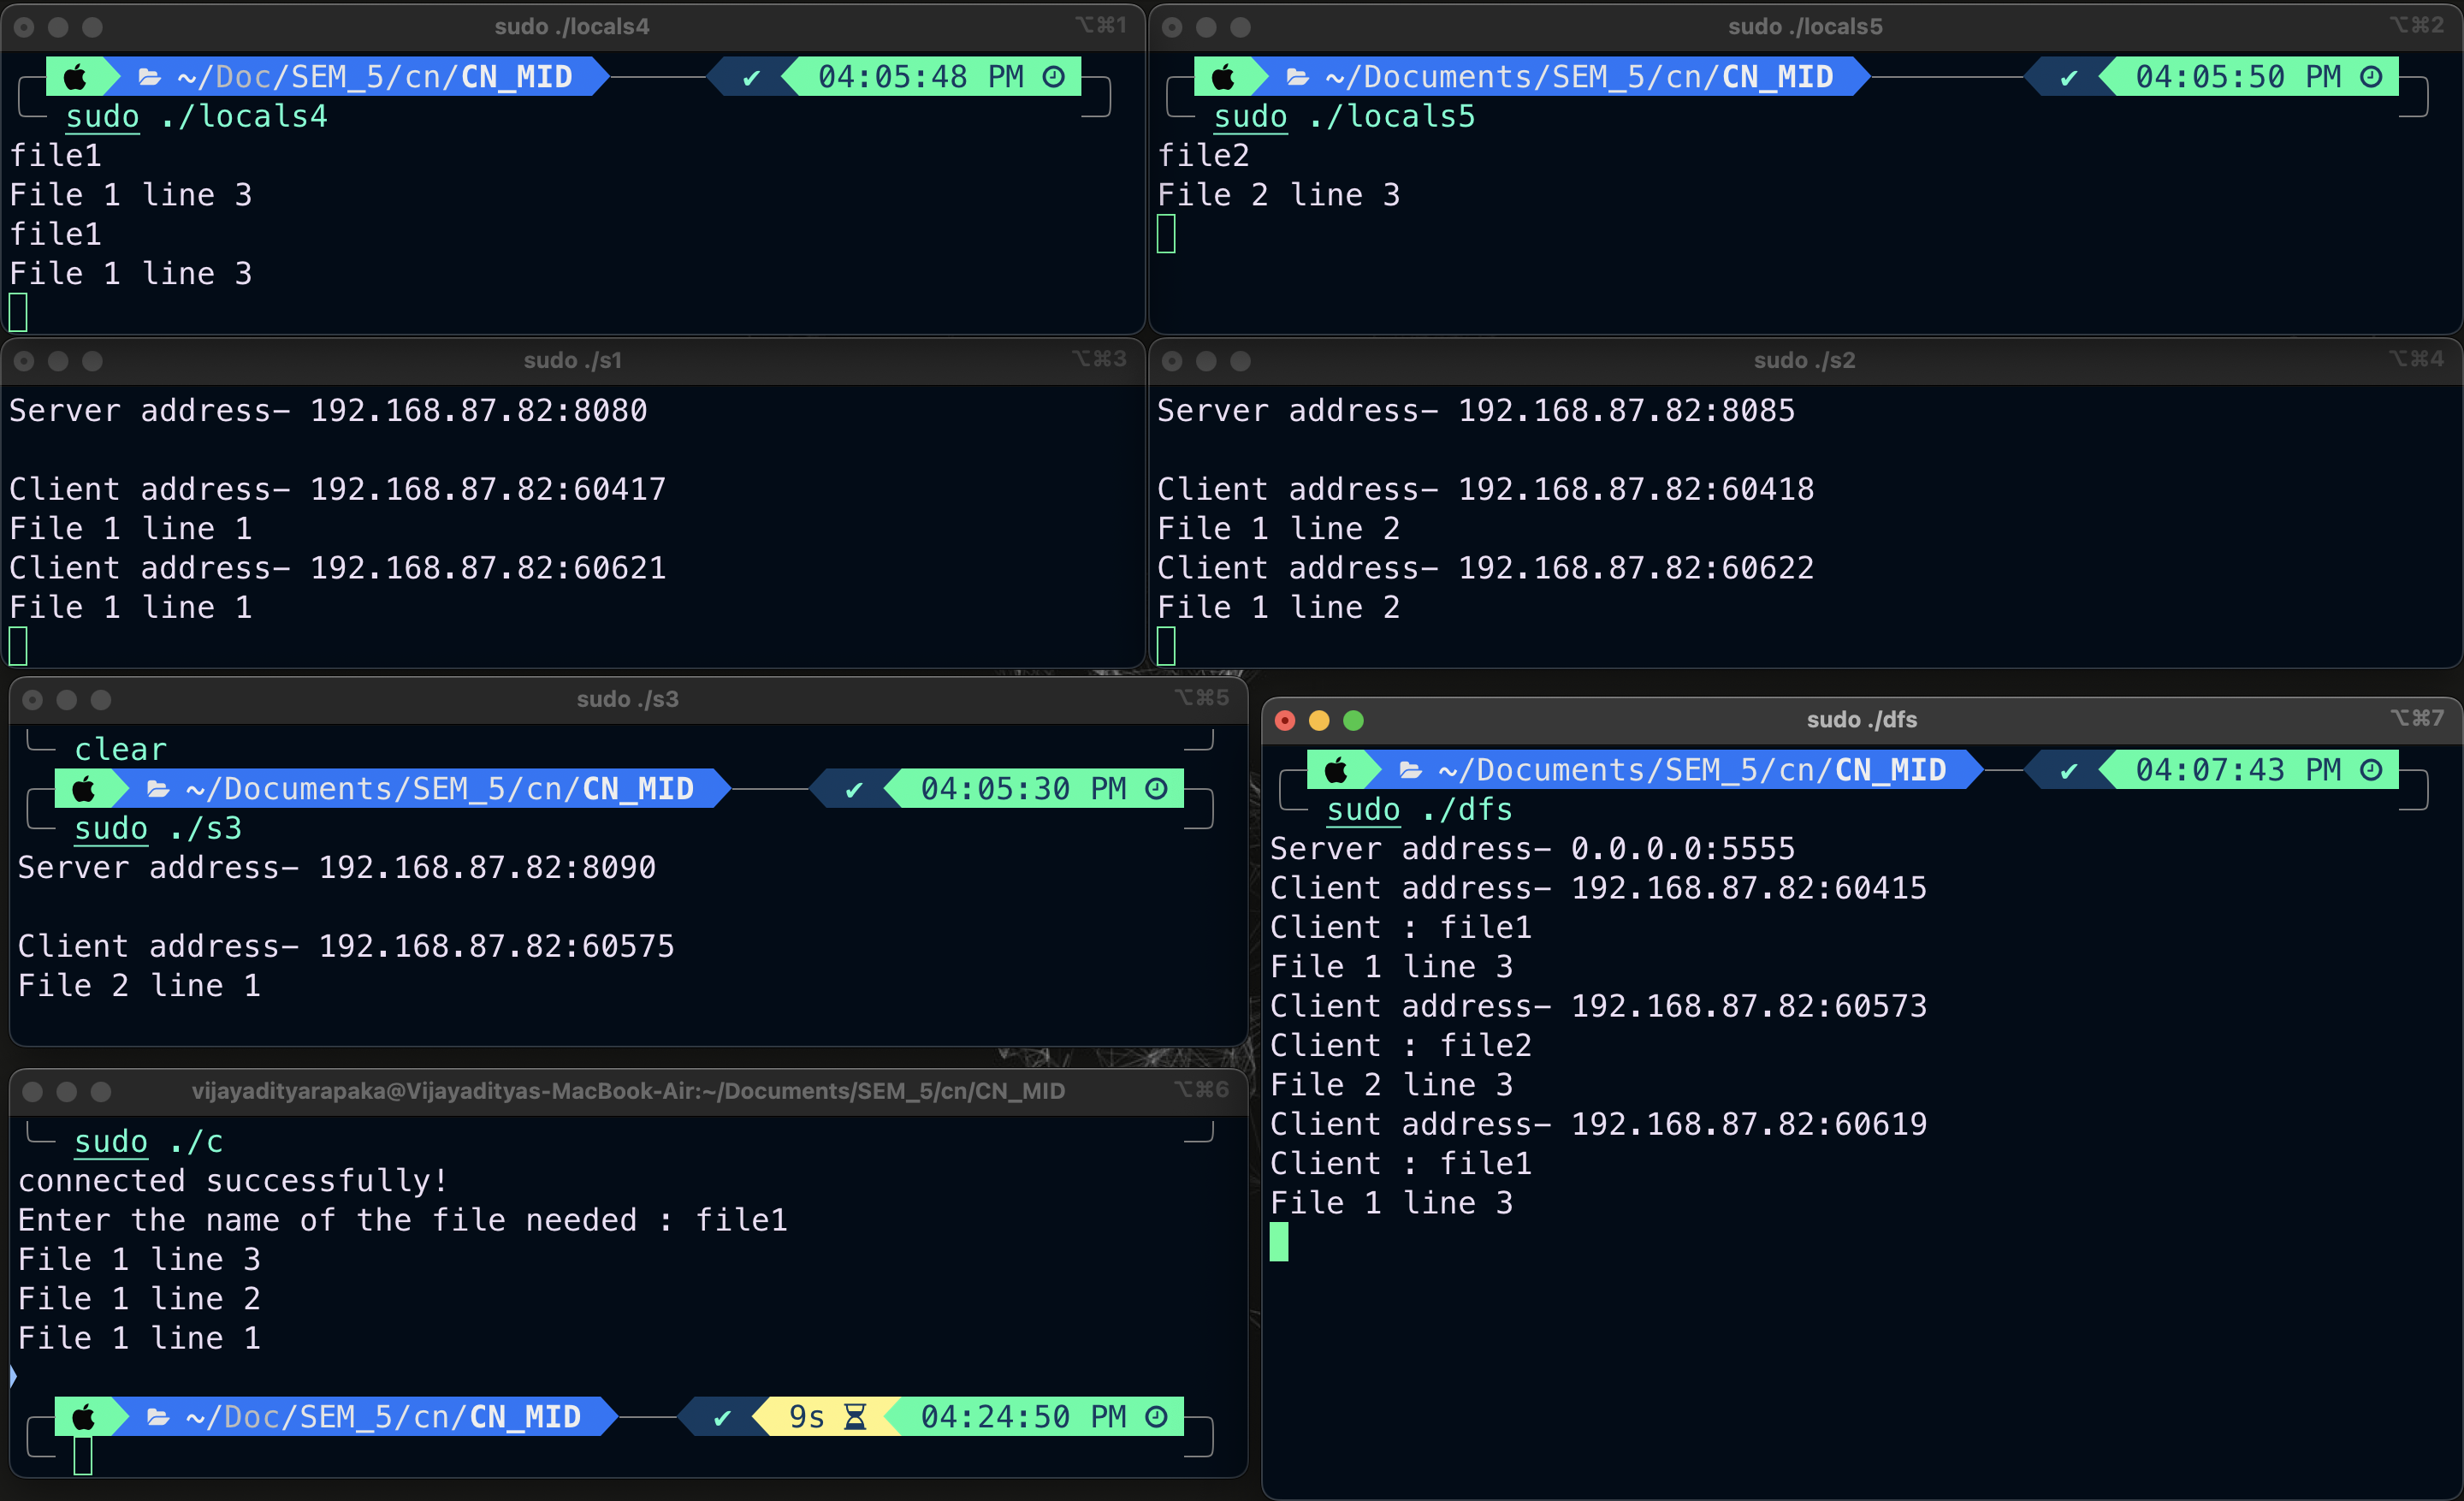 sudo ./locals4 ⌥⌘1
~/Doc/SEM_5/cn/CN_MID ✔ 04:05:48 PM
sudo ./locals4
file1
File 1 line 3
file1
File 1 line 3
sudo ./locals5 ⌥⌘2
~/Documents/SEM_5/cn/CN_MID ✔ 04:05:50 PM
sudo ./locals5
file2
File 2 line 3
sudo ./s1 ⌥⌘3
Server address- 192.168.87.82:8080
Client address- 192.168.87.82:60417
File 1 line 1
Client address- 192.168.87.82:60621
File 1 line 1
sudo ./s2 ⌥⌘4
Server address- 192.168.87.82:8085
Client address- 192.168.87.82:60418
File 1 line 2
Client address- 192.168.87.82:60622
File 1 line 2
sudo ./s3 ⌥⌘5
clear
~/Documents/SEM_5/cn/CN_MID ✔ 04:05:30 PM
sudo ./s3
Server address- 192.168.87.82:8090
Client address- 192.168.87.82:60575
File 2 line 1
vijayadityarapaka@Vijayadityas-MacBook-Air:~/Documents/SEM_5/cn/CN_MID ⌥⌘6
sudo ./c
connected successfully!
Enter the name of the file needed : file1
File 1 line 3
File 1 line 2
File 1 line 1
~/Doc/SEM_5/cn/CN_MID ✔ 9s 04:24:50 PM
sudo ./dfs ⌥⌘7
~/Documents/SEM_5/cn/CN_MID ✔ 04:07:43 PM
sudo ./dfs
Server address- 0.0.0.0:5555
Client address- 192.168.87.82:60415
Client : file1
File 1 line 3
Client address- 192.168.87.82:60573
Client : file2
File 2 line 3
Client address- 192.168.87.82:60619
Client : file1
File 1 line 3